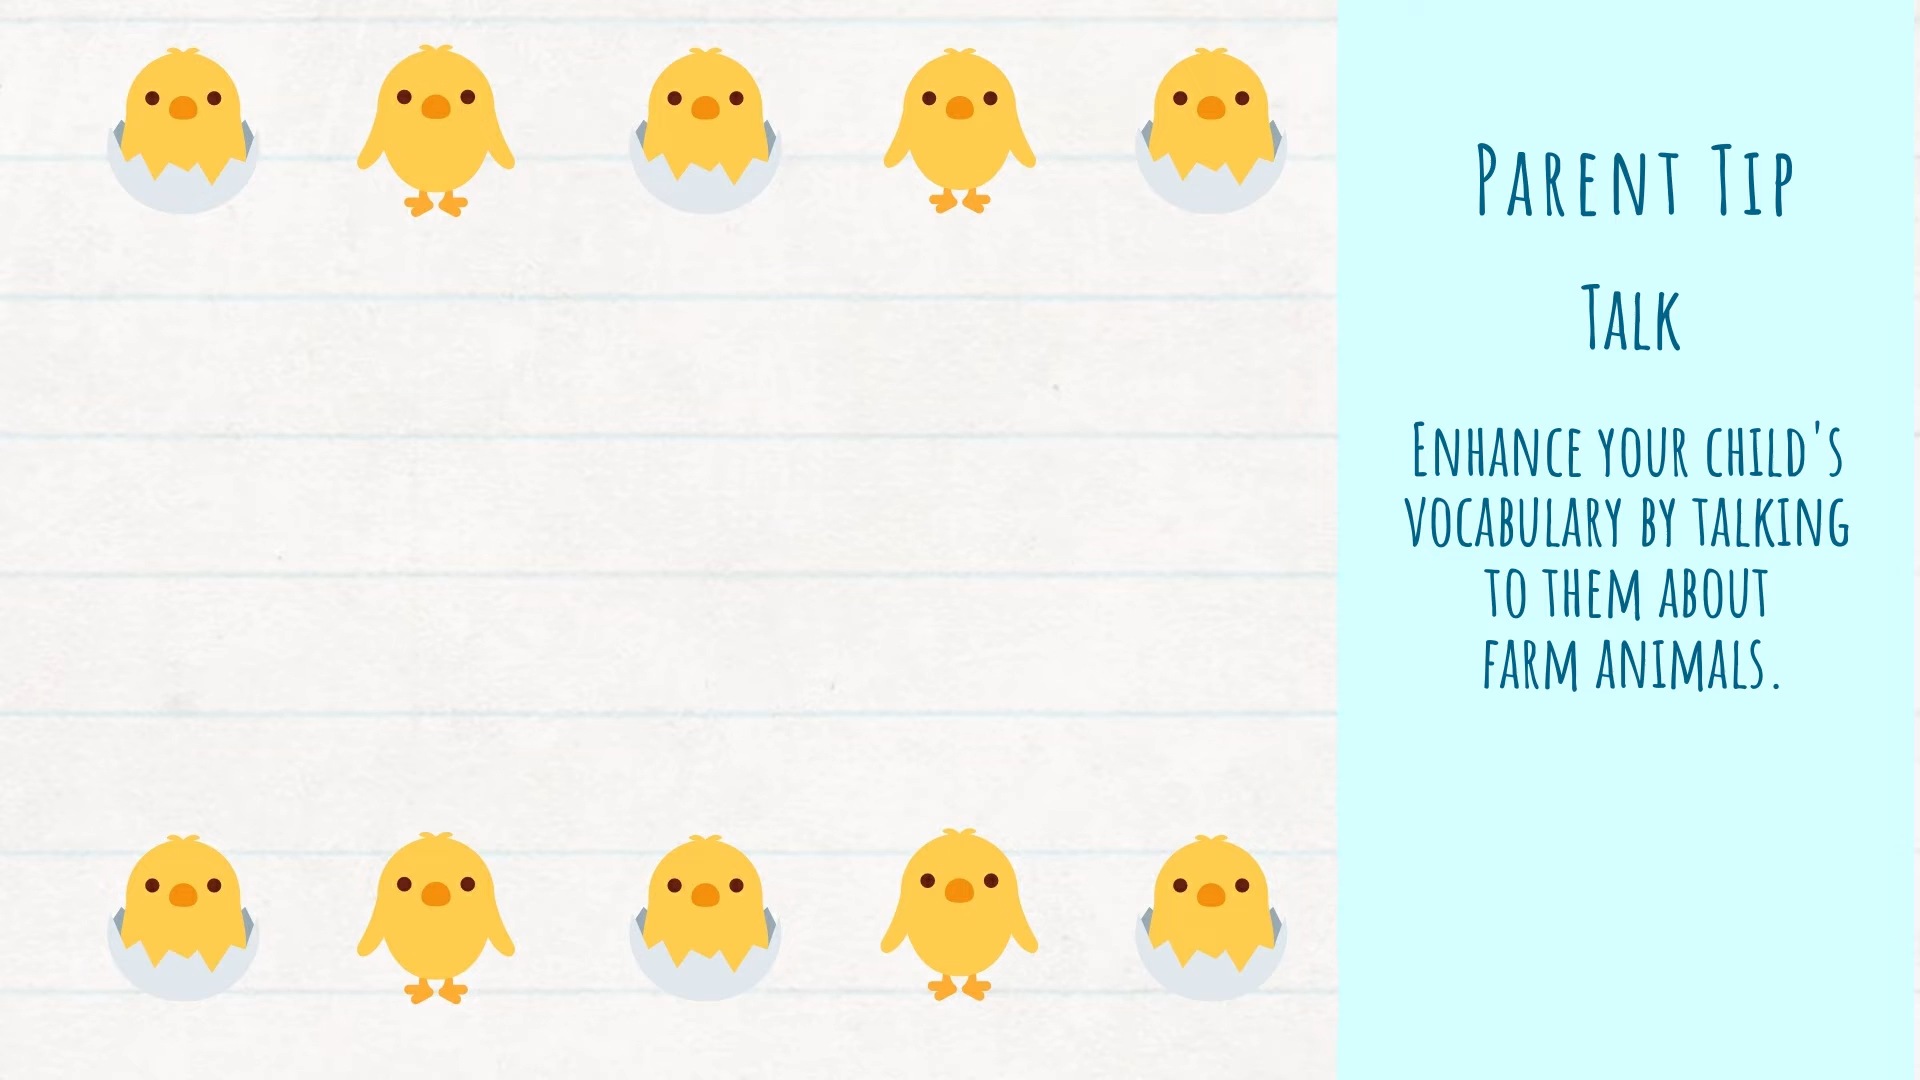 Parent Tip
Talk
Enhance your child's
vocabulary by talking
to them about
farm animals.